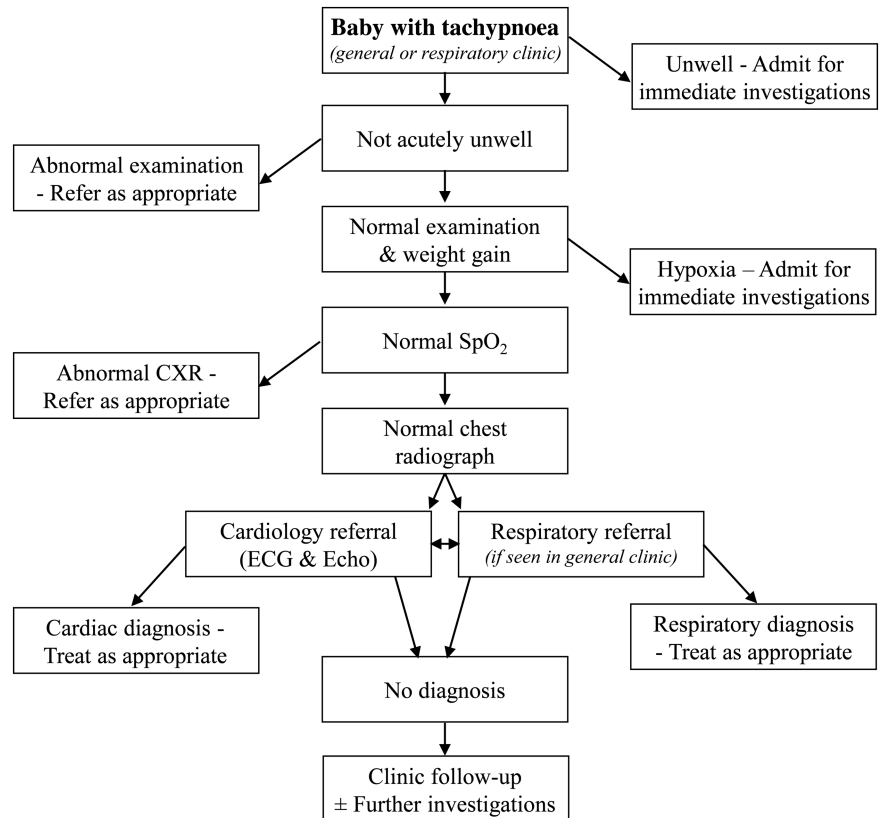 Baby with tachypnoea
(general or respiratory clinic)
Unwell - Admit for
immediate investigations
Not acutely unwell
Abnormal examination
- Refer as appropriate
Normal examination
& weight gain
Hypoxia – Admit for
immediate investigations
Normal SpO₂
Abnormal CXR -
Refer as appropriate
Normal chest
radiograph
Cardiology referral
(ECG & Echo)
Respiratory referral
(if seen in general clinic)
Cardiac diagnosis -
Treat as appropriate
Respiratory diagnosis
- Treat as appropriate
No diagnosis
Clinic follow-up
± Further investigations